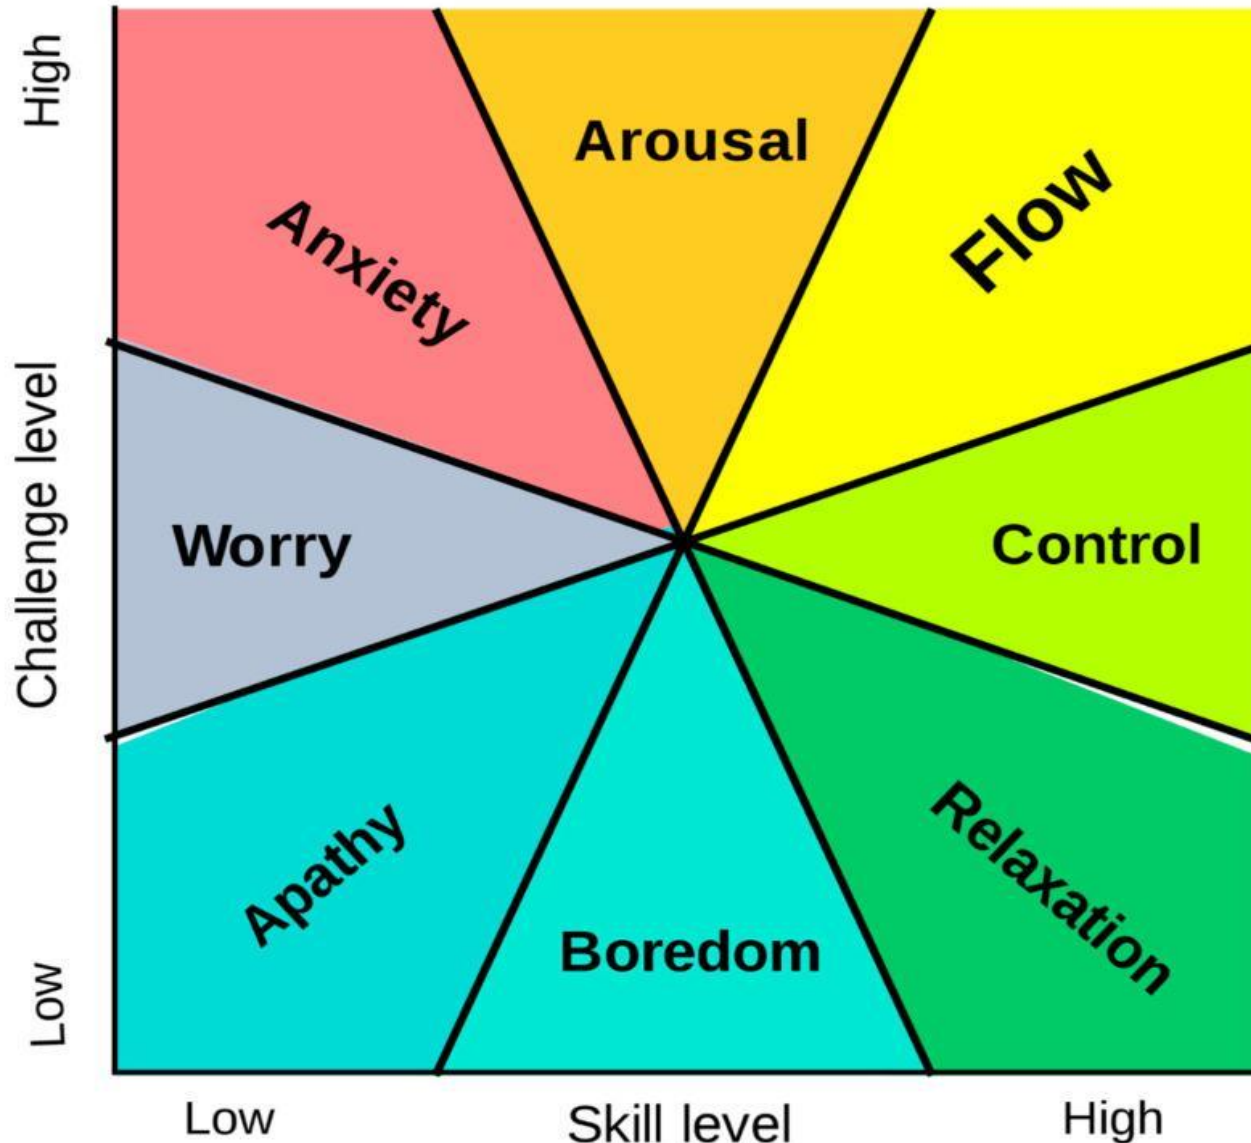 High
Arousal
Flow
Anxiety
Challenge level
Worry
Control
Apathy
Relaxation
Boredom
Low
Low
Skill level
High